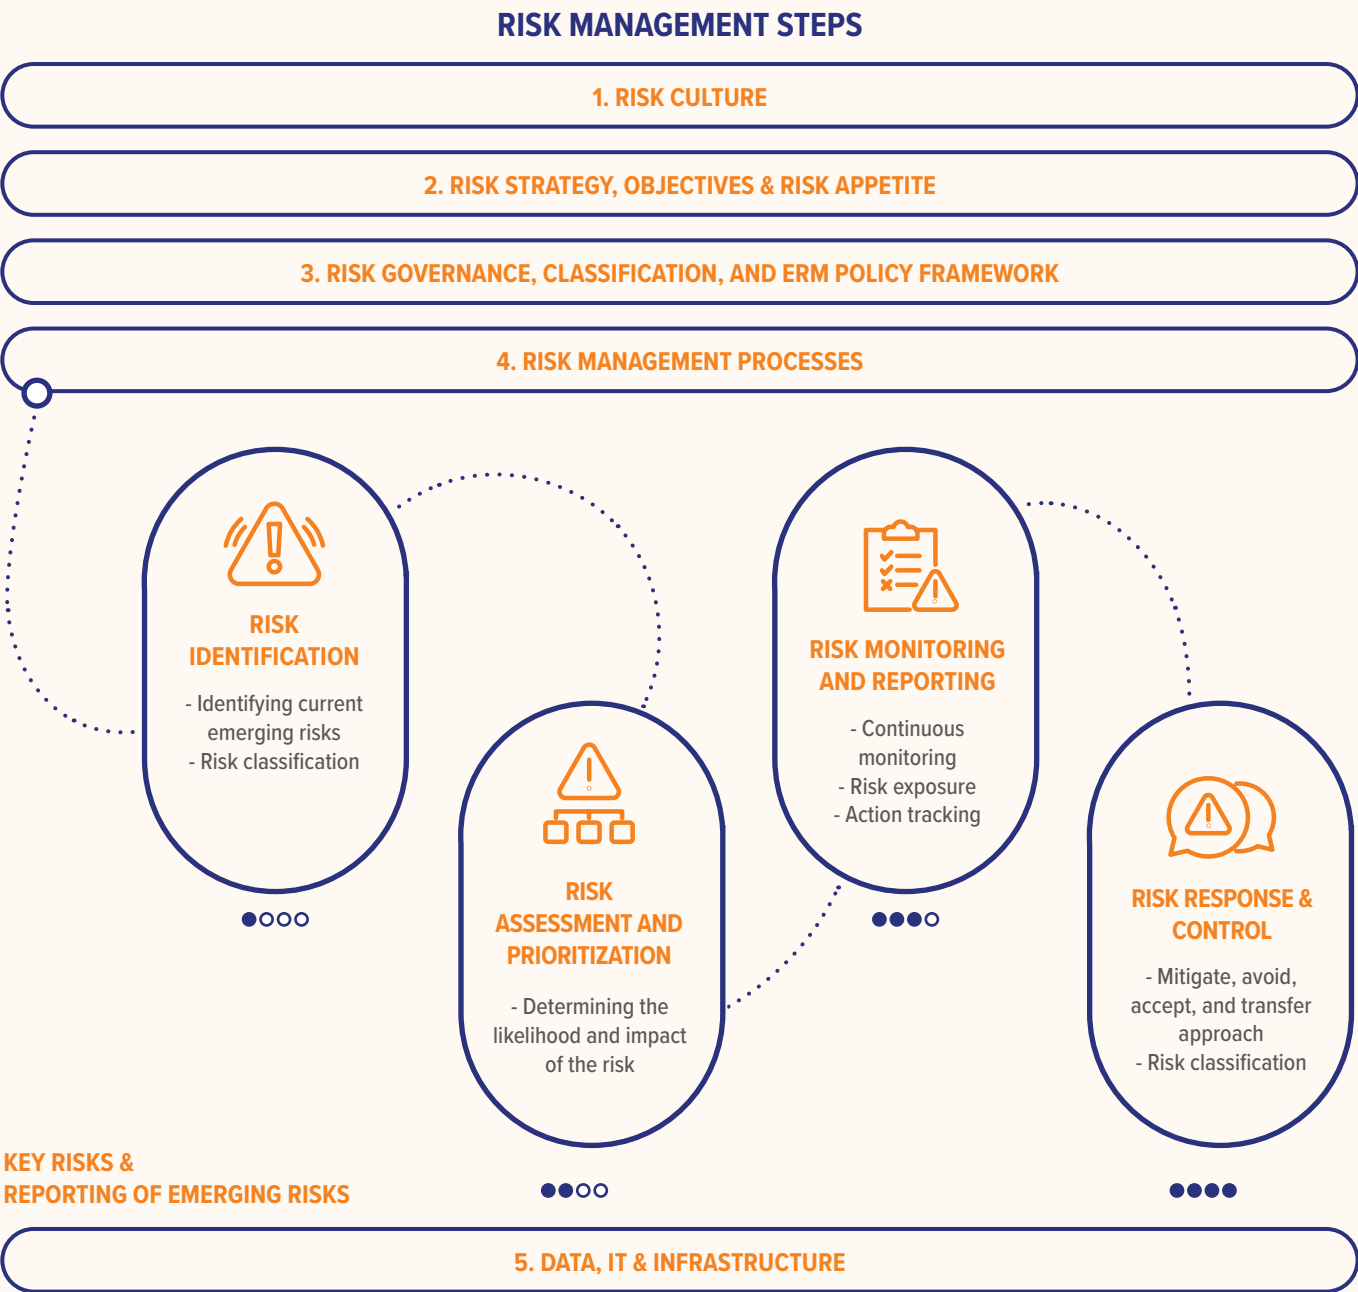 RISK MANAGEMENT STEPS
1. RISK CULTURE
2. RISK STRATEGY, OBJECTIVES & RISK APPETITE
3. RISK GOVERNANCE, CLASSIFICATION, AND ERM POLICY FRAMEWORK
4. RISK MANAGEMENT PROCESSES
RISK
IDENTIFICATION
- Identifying current
emerging risks
- Risk classification
RISK
ASSESSMENT AND
PRIORITIZATION
- Determining the
likelihood and impact
of the risk
RISK MONITORING
AND REPORTING
- Continuous
monitoring
- Risk exposure
- Action tracking
RISK RESPONSE &
CONTROL
- Mitigate, avoid,
accept, and transfer
approach
- Risk classification
KEY RISKS &
REPORTING OF EMERGING RISKS
5. DATA, IT & INFRASTRUCTURE